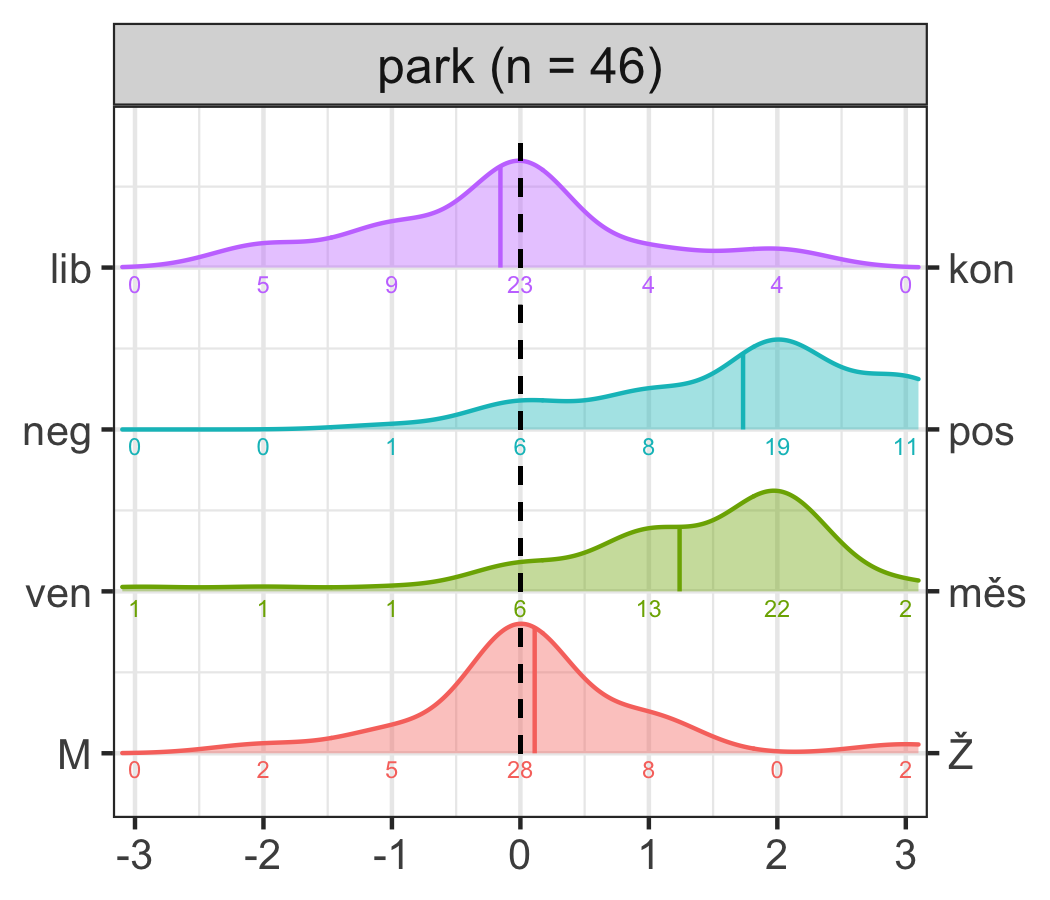 park (n = 46)
lib kon
0 5 9 23 4 4 0
neg pos
0 0 1 6 8 19 11
ven měs
1 1 1 6 13 22 2
M Ž
0 2 5 28 8 0 2
-3 -2 -1 0 1 2 3